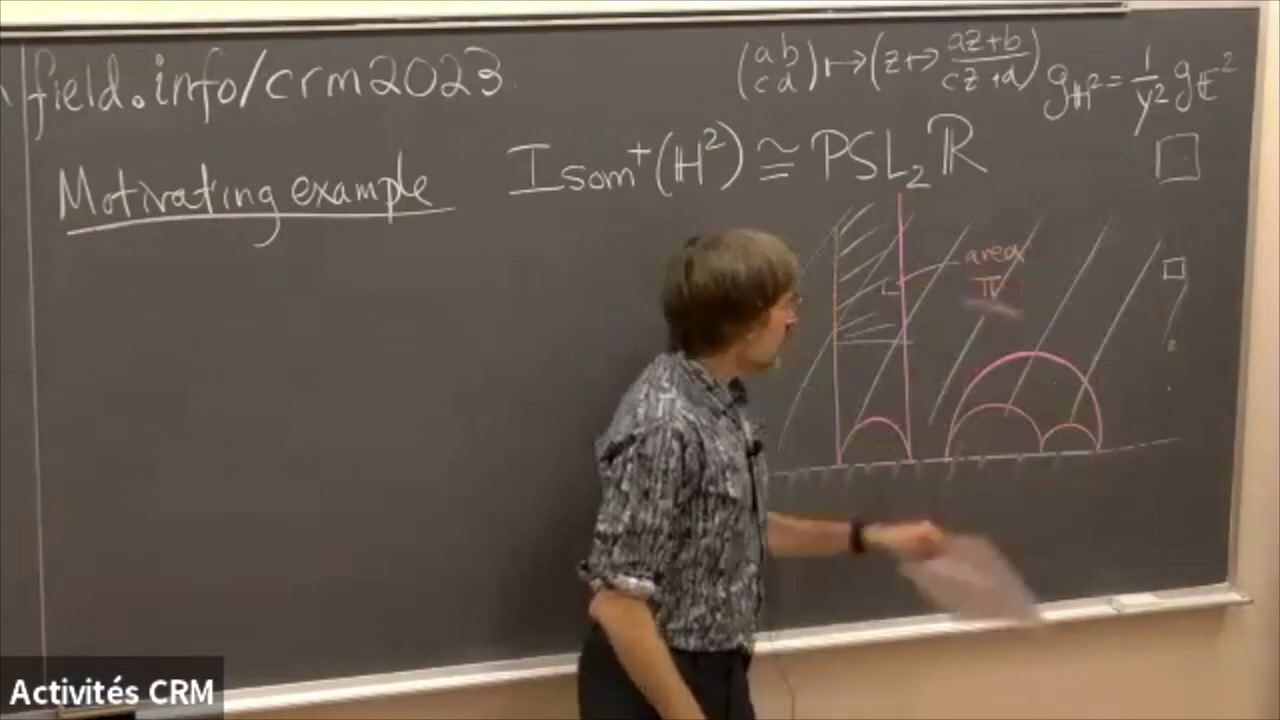 field.info/crm2023
(a b c d) ↦ (z ↦ az+b / cz+d)
g_ℍ² = 1/y² g_𝔼²
Motivating example
Isom⁺(ℍ²) ≅ PSL₂ℝ
area
π
Activités CRM